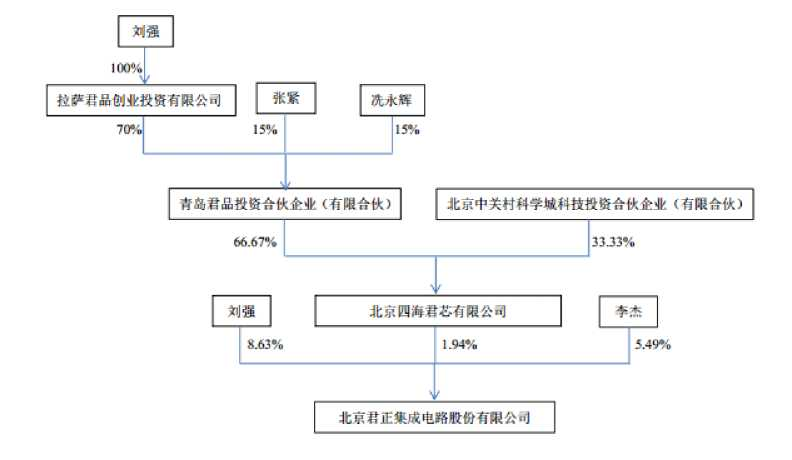 刘强
100%
拉萨君品创业投资有限公司
张紧
冼永辉
70%
15%
15%
青岛君品投资合伙企业（有限合伙）
北京中关村科学城科技投资合伙企业（有限合伙）
66.67%
33.33%
刘强
北京四海君芯有限公司
李杰
8.63%
1.94%
5.49%
北京君正集成电路股份有限公司